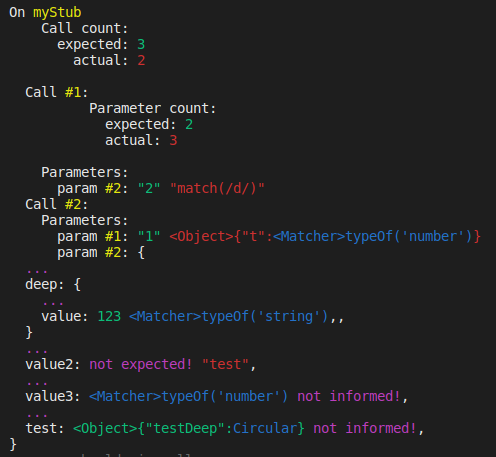 On myStub
Call count:
expected: 3
actual: 2
Call #1:
Parameter count:
expected: 2
actual: 3
Parameters:
param #2: "2" "match(/d/)"
Call #2:
Parameters:
param #1: "1" <Object>{"t":<Matcher>typeOf('number')}
param #2: {
...
deep: {
...
value: 123 <Matcher>typeOf('string'),,
}
...
value2: not expected! "test",
...
value3: <Matcher>typeOf('number') not informed!,
...
test: <Object>{"testDeep":Circular} not informed!,
}